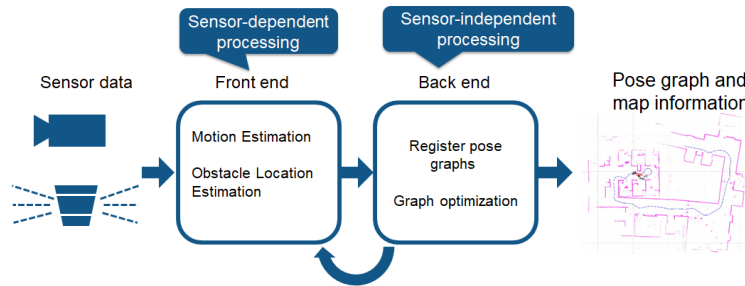 Sensor-dependent
processing
Sensor-independent
processing
Sensor data
Front end
Back end
Pose graph and
map information
Motion Estimation
Obstacle Location
Estimation
Register pose
graphs
Graph optimization